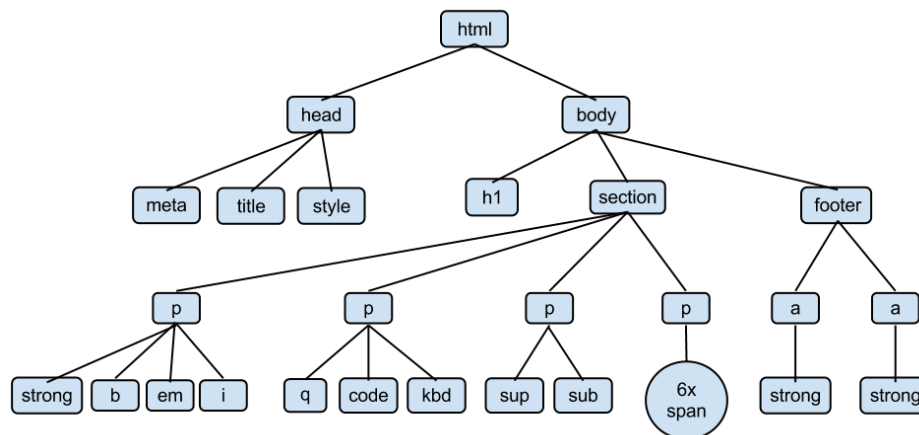 html
head
body
meta
title
style
h1
section
footer
p
p
p
p
a
a
strong
b
em
i
q
code
kbd
sup
sub
6x
span
strong
strong